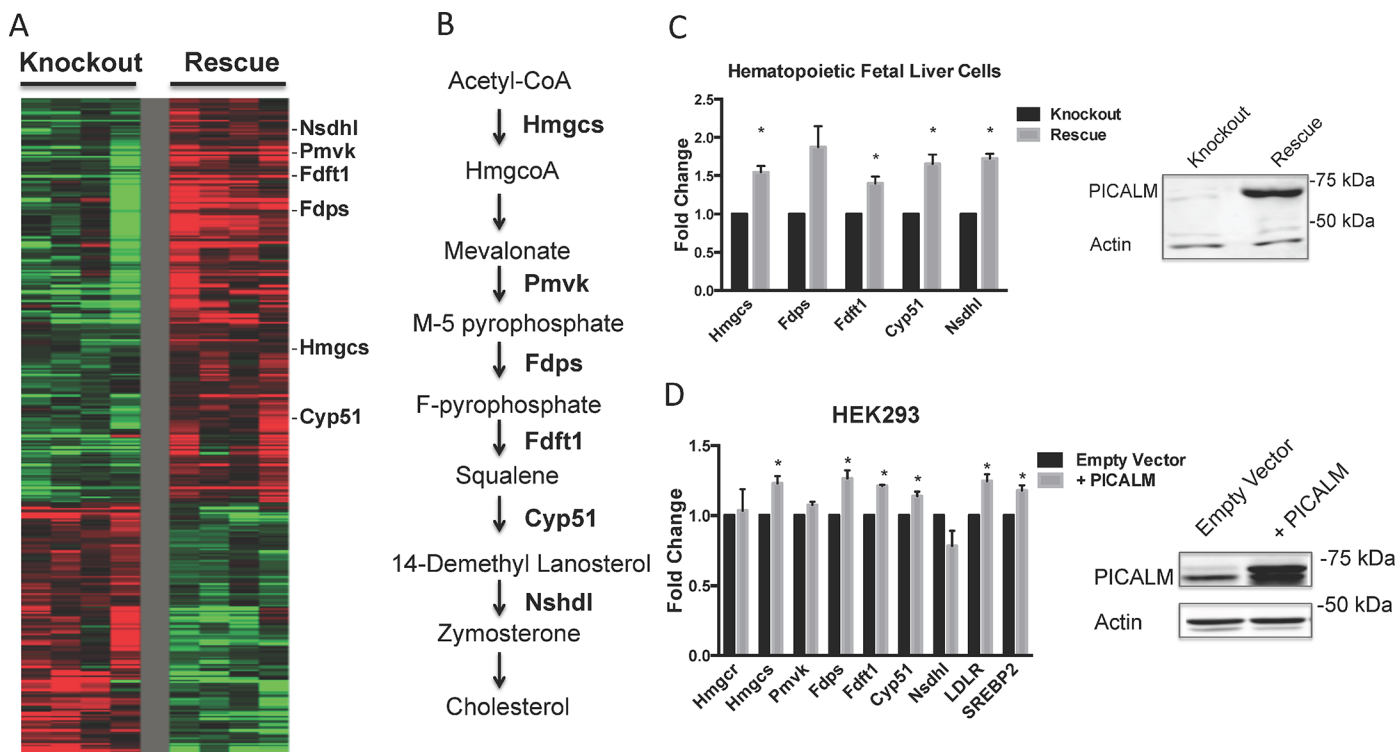 A
Knockout
Rescue
-Nsdhl
-Pmvk
-Fdft1
-Fdps
-Hmgcs
-Cyp51
B
Acetyl-CoA
Hmgcs
HmgcoA
Mevalonate
Pmvk
M-5 pyrophosphate
Fdps
F-pyrophosphate
Fdft1
Squalene
Cyp51
14-Demethyl Lanosterol
Nshdl
Zymosterone
Cholesterol
C
Hematopoietic Fetal Liver Cells
Fold Change
2.5
2.0
1.5
1.0
0.5
0.0
* * * *
Hmgcs
Fdps
Fdft1
Cyp51
Nsdhl
Knockout
Rescue
Knockout
Rescue
PICALM
Actin
-75 kDa
-50 kDa
D
HEK293
Fold Change
1.5
1.0
0.5
0.0
* * * * * *
Hmgcr
Hmgcs
Pmvk
Fdps
Fdft1
Cyp51
Nsdhl
LDLR
SREBP2
Empty Vector
+ PICALM
Empty Vector
+ PICALM
PICALM
Actin
-75 kDa
-50 kDa